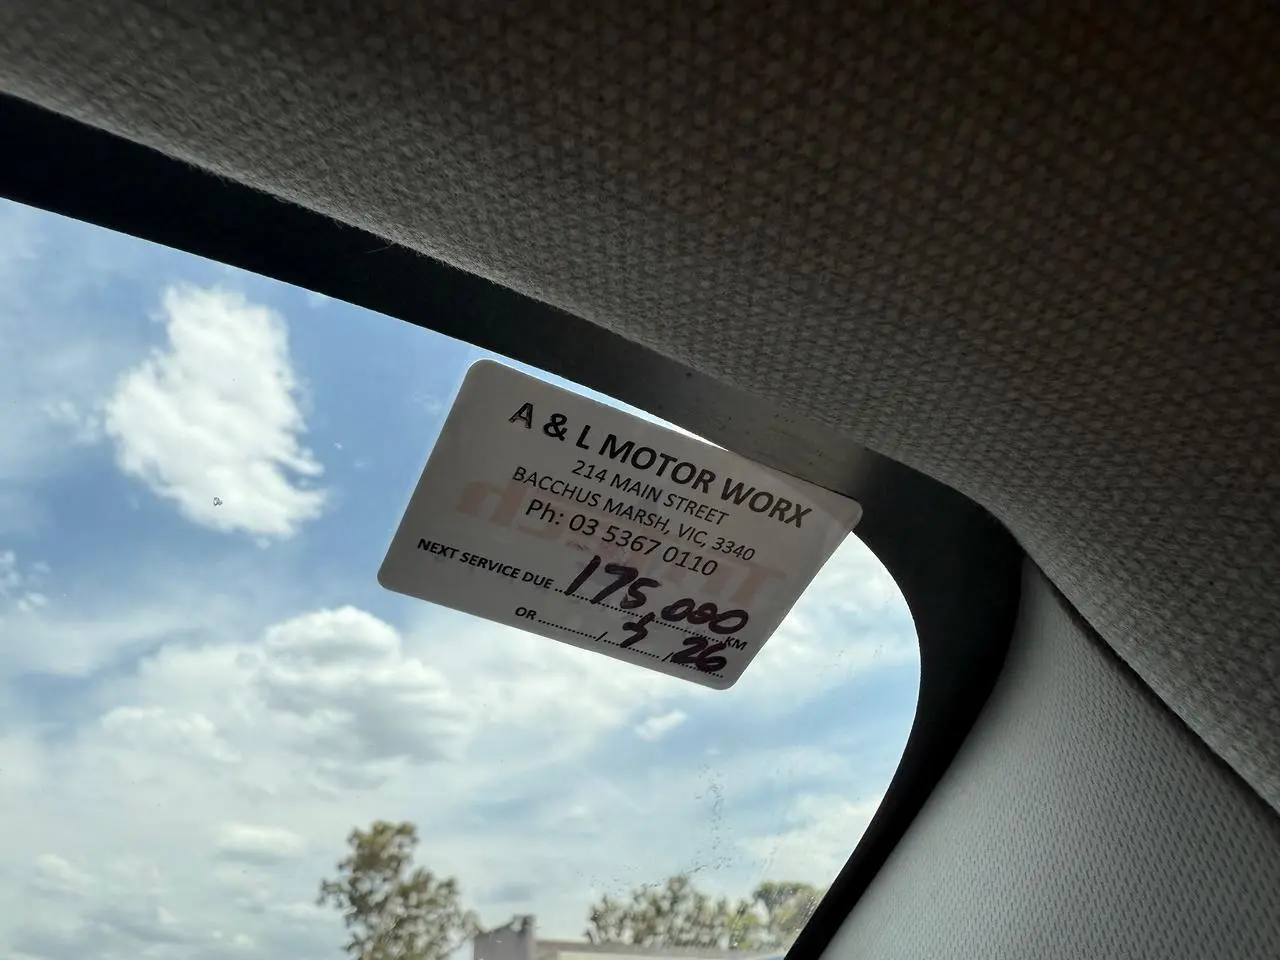 A & L MOTOR WORX
214 MAIN STREET
BACCHUS MARSH, VIC, 3340
Ph: 03 5367 0110
NEXT SERVICE DUE ..... 175,000 KM
OR ............/... 3 ......../ 26